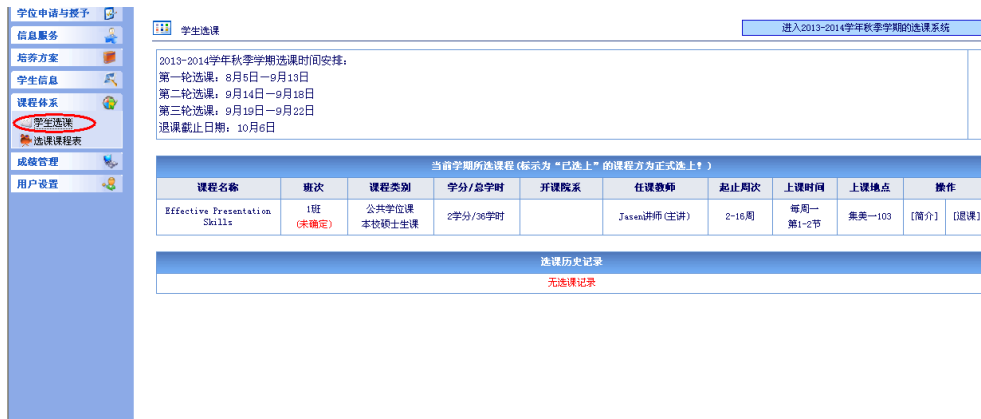 学位申请与授予
信息服务
培养方案
学生信息
课程体系
学生选课
选课课程表
成绩管理
用户设置
学生选课
进入2013-2014学年秋季学期的选课系统
2013-2014学年秋季学期选课时间安排：
第一轮选课：8月5日一9月13日
第二轮选课：9月14日一9月18日
第三轮选课：9月19日一9月22日
退课截止日期：10月6日
当前学期所选课程(标示为“已选上”的课程方为正式选上！)
课程名称 班次 课程类别 学分/总学时 开课院系 任课教师 起止周次 上课时间 上课地点 操作
Effective Presentation Skills 1班 (未确定) 公共学位课 本校硕士生课 2学分/36学时 Jasen讲师(主讲) 2-16周 每周一 第1-2节 集美一103 [简介] [退课]
选课历史记录
无选课记录